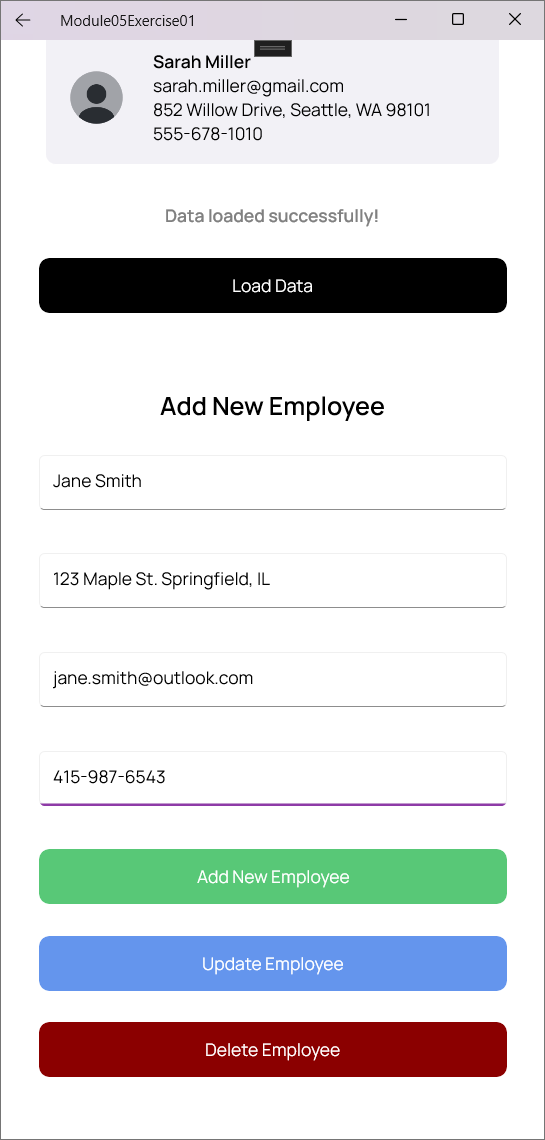 Module05Exercise01
Sarah Miller
sarah.miller@gmail.com
852 Willow Drive, Seattle, WA 98101
555-678-1010
Data loaded successfully!
Load Data
Add New Employee
Jane Smith
123 Maple St. Springfield, IL
jane.smith@outlook.com
415-987-6543
Add New Employee
Update Employee
Delete Employee